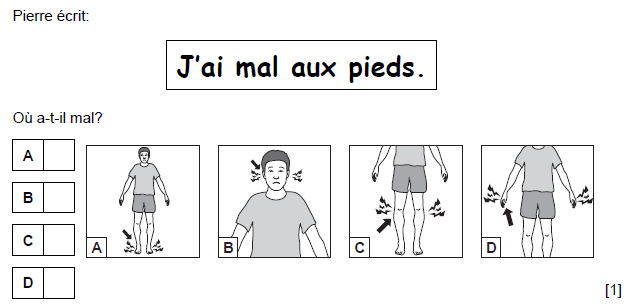 Pierre écrit:
J'ai mal aux pieds.
Où a-t-il mal?
A
B
C
D
A
B
C
D
[1]